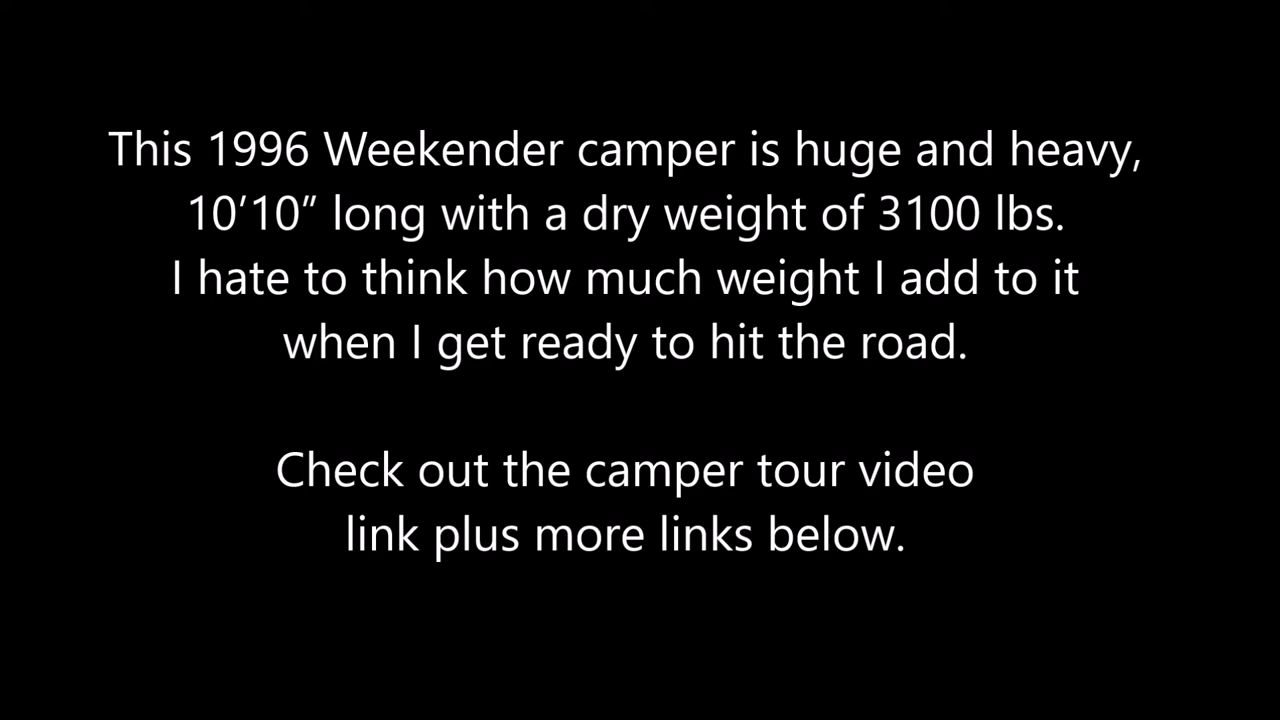 This 1996 Weekender camper is huge and heavy,
10’10” long with a dry weight of 3100 lbs.
I hate to think how much weight I add to it
when I get ready to hit the road.
Check out the camper tour video
link plus more links below.